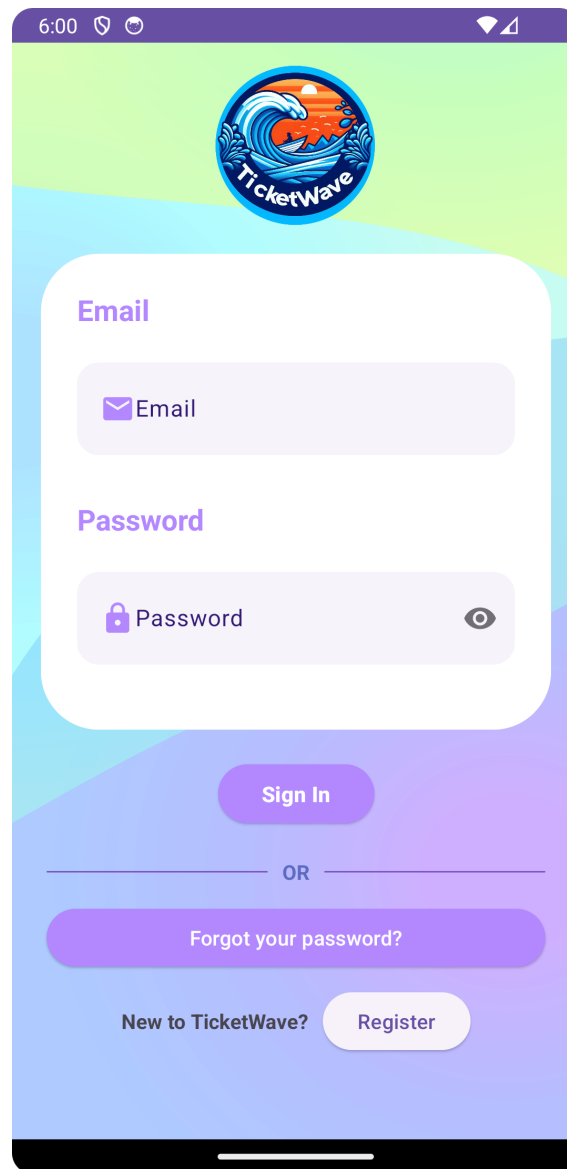 6:00
TicketWave
Email
Email
Password
Password
Sign In
OR
Forgot your password?
New to TicketWave? Register